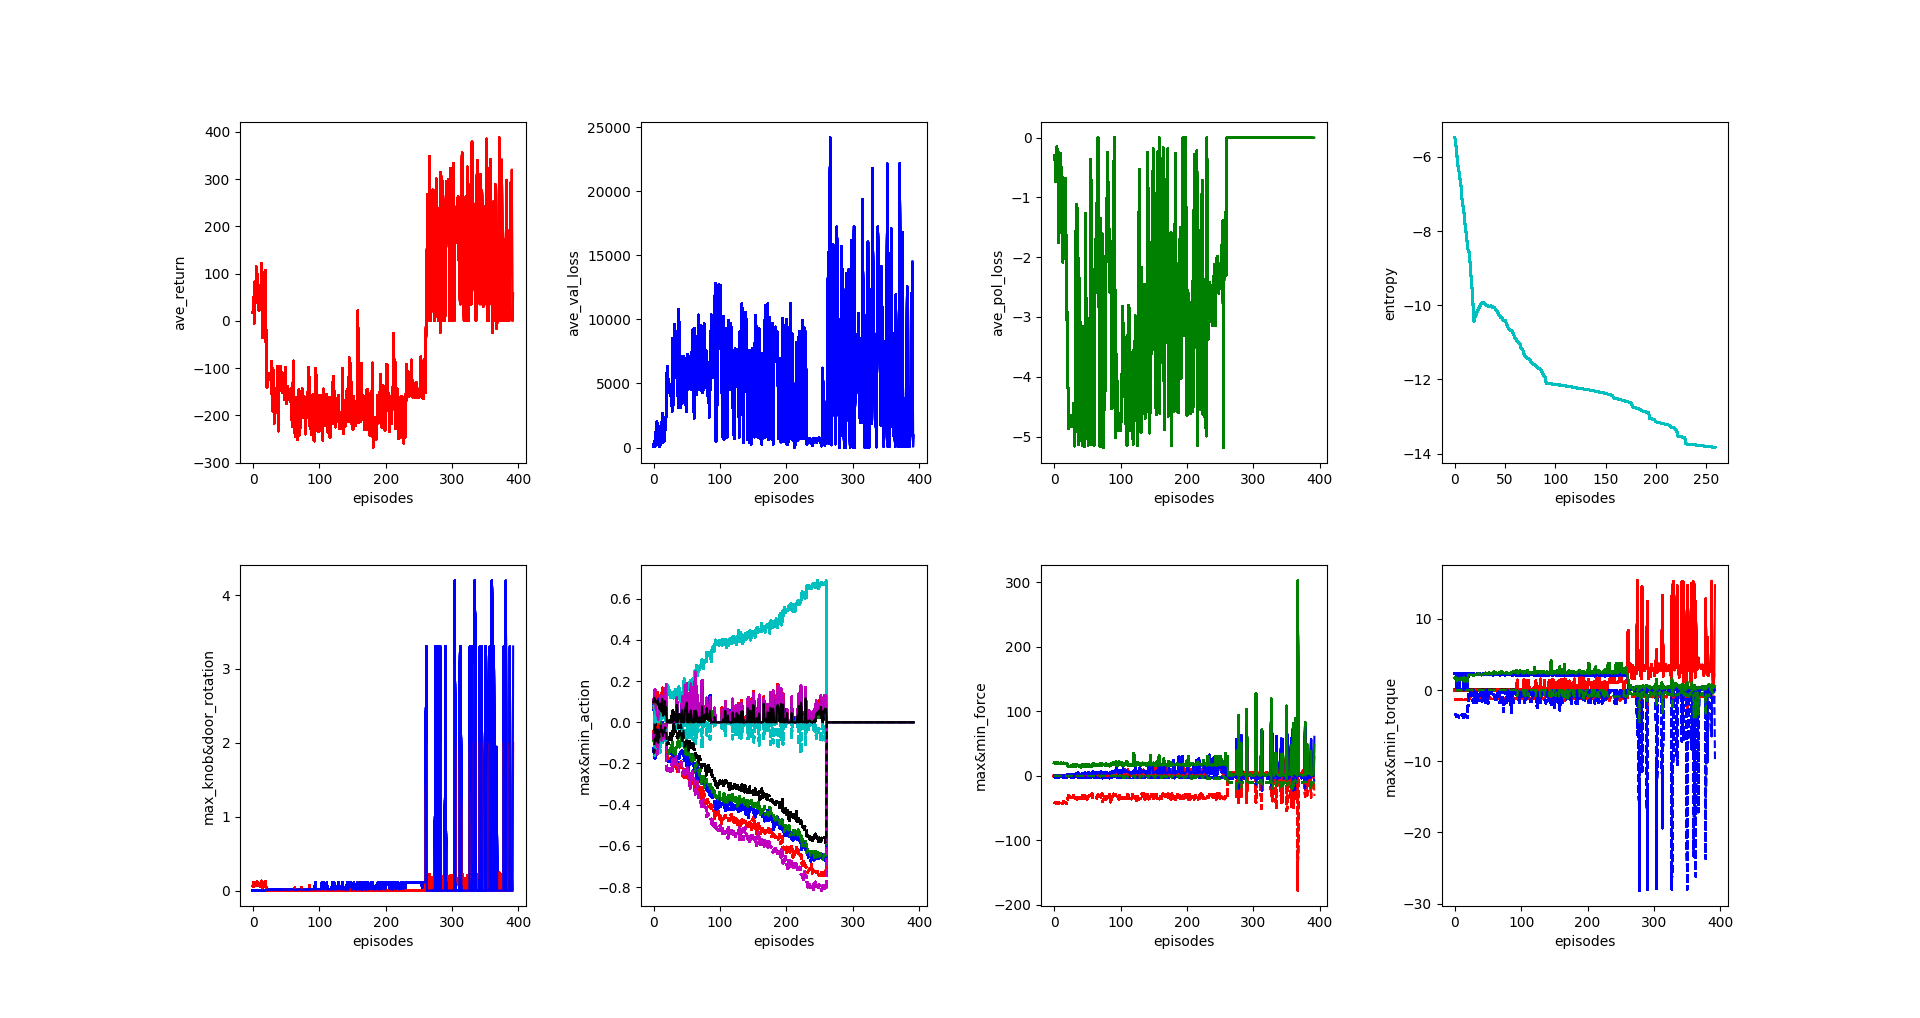 ave_return
400
300
200
100
0
−100
−200
−300
0 100 200 300 400
episodes
ave_val_loss
25000
20000
15000
10000
5000
0
0 100 200 300 400
episodes
ave_pol_loss
0
−1
−2
−3
−4
−5
0 100 200 300 400
episodes
entropy
−6
−8
−10
−12
−14
0 50 100 150 200 250
episodes
max_knob&door_rotation
4
3
2
1
0
0 100 200 300 400
episodes
max&min_action
0.6
0.4
0.2
0.0
−0.2
−0.4
−0.6
−0.8
0 100 200 300 400
episodes
max&min_force
300
200
100
0
−100
−200
0 100 200 300 400
episodes
max&min_torque
10
0
−10
−20
−30
0 100 200 300 400
episodes